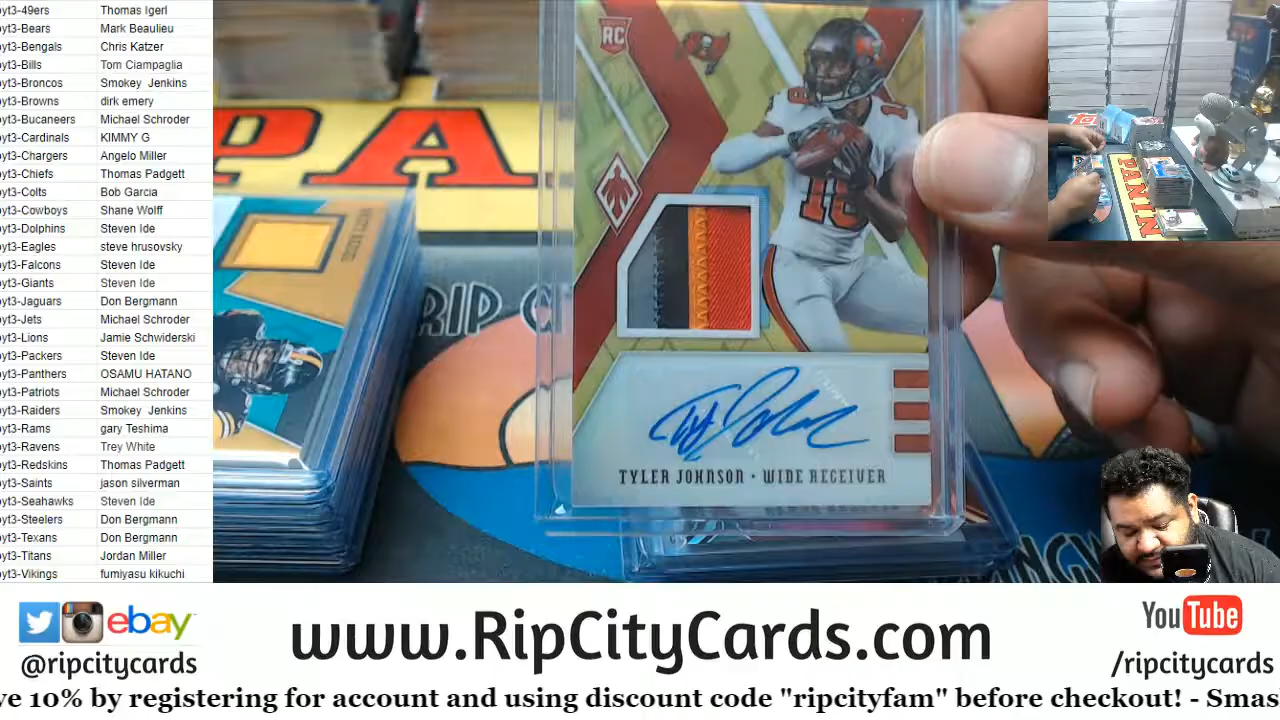 yt3-49ers Thomas Igerl
yt3-Bears Mark Beaulieu
yt3-Bengals Chris Katzer
yt3-Bills Tom Ciampaglia
yt3-Broncos Smokey Jenkins
yt3-Browns dirk emery
yt3-Bucaneers Michael Schroder
yt3-Cardinals KIMMY G
yt3-Chargers Angelo Miller
yt3-Chiefs Thomas Padgett
yt3-Colts Bob Garcia
yt3-Cowboys Shane Wolff
yt3-Dolphins Steven Ide
yt3-Eagles steve hrusovsky
yt3-Falcons Steven Ide
yt3-Giants Steven Ide
yt3-Jaguars Don Bergmann
yt3-Jets Michael Schroder
yt3-Lions Jamie Schwiderski
yt3-Packers Steven Ide
yt3-Panthers OSAMU HATANO
yt3-Patriots Michael Schroder
yt3-Raiders Smokey Jenkins
yt3-Rams gary Teshima
yt3-Ravens Trey White
yt3-Redskins Thomas Padgett
yt3-Saints jason silverman
yt3-Seahawks Steven Ide
yt3-Steelers Don Bergmann
yt3-Texans Don Bergmann
yt3-Titans Jordan Miller
yt3-Vikings fumiyasu kikuchi
PA
RIP
RC
18
TYLER JOHNSON · WIDE RECEIVER
PANIN
ebay
@ripcitycards
www.RipCityCards.com
YouTube
/ripcitycards
ve 10% by registering for account and using discount code "ripcityfam" before checkout! - Smas